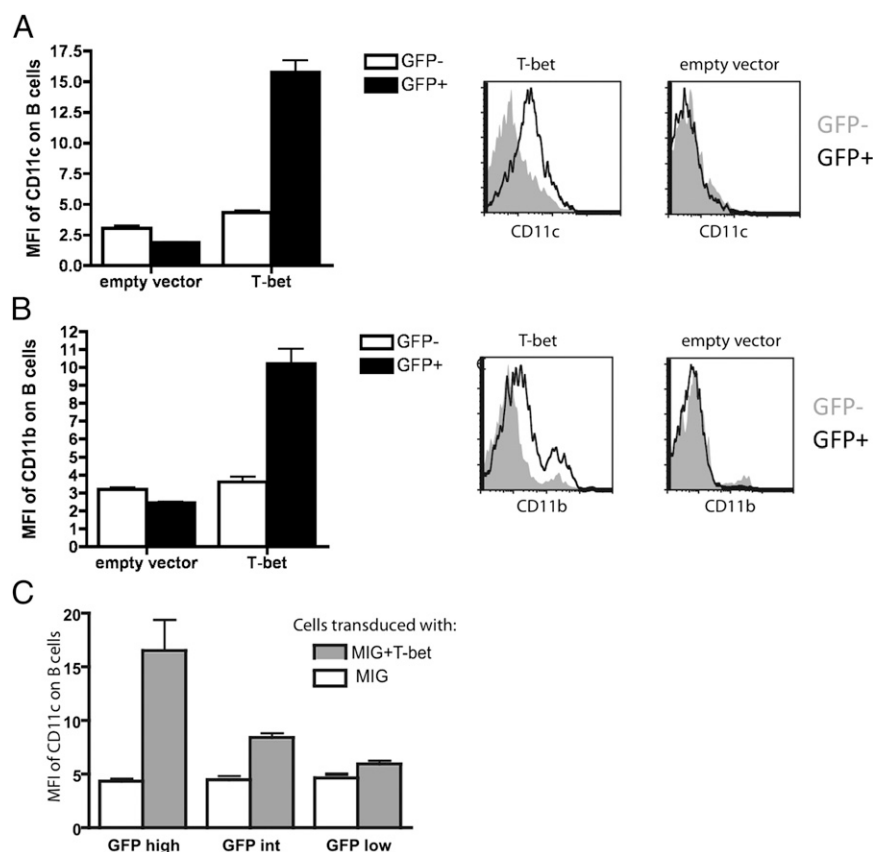 A
MFI of CD11c on B cells
17.5
15.0
12.5
10.0
7.5
5.0
2.5
0.0
empty vector
T-bet
GFP-
GFP+
T-bet
CD11c
empty vector
CD11c
GFP-
GFP+
B
MFI of CD11b on B cells
12
11
10
9
8
7
6
5
4
3
2
1
0
empty vector
T-bet
GFP-
GFP+
T-bet
CD11b
empty vector
CD11b
GFP-
GFP+
C
MFI of CD11c on B cells
20
15
10
5
0
GFP high
GFP int
GFP low
Cells transduced with:
MIG+T-bet
MIG